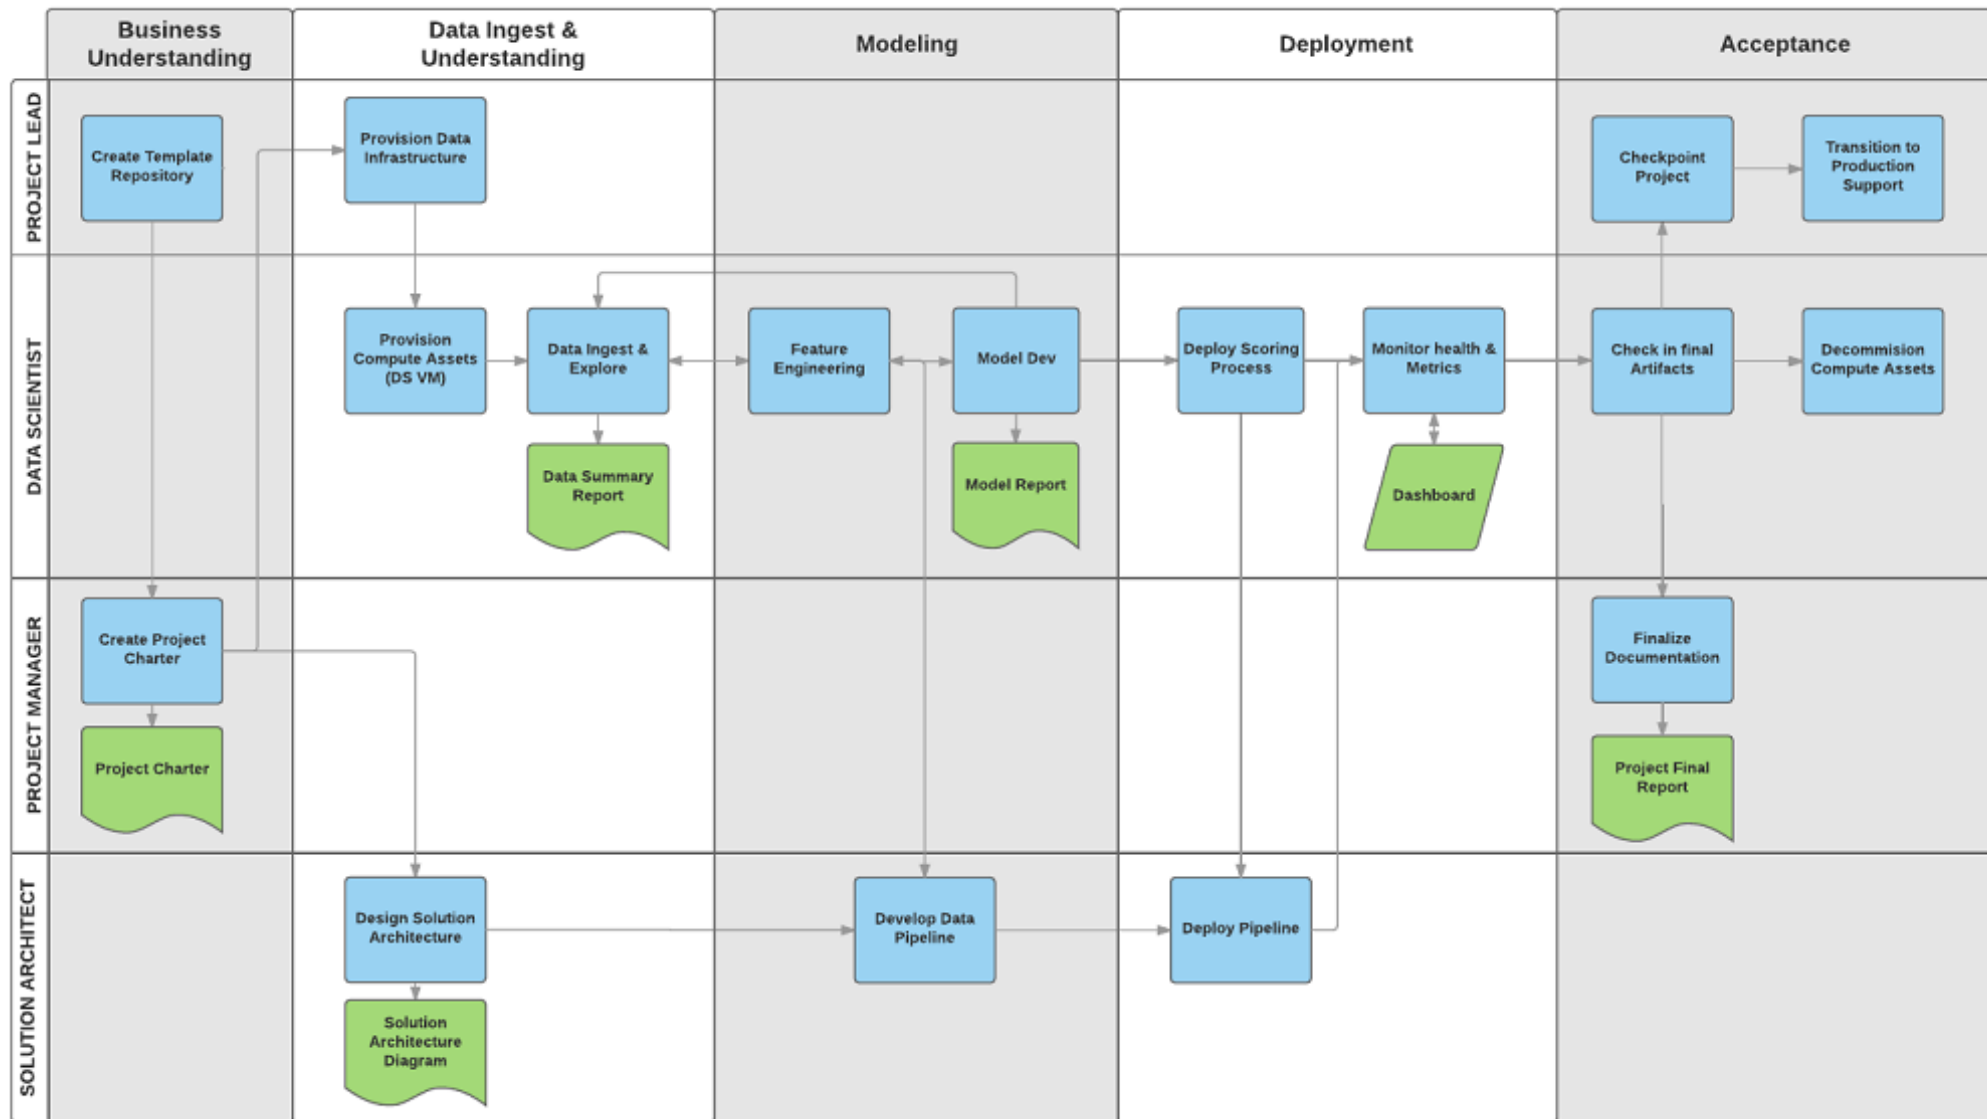 Business
Understanding
Data Ingest &
Understanding
Modeling
Deployment
Acceptance
PROJECT LEAD
Create Template
Repository
Provision Data
Infrastructure
Checkpoint
Project
Transition to
Production
Support
DATA SCIENTIST
Provision
Compute Assets
(DS VM)
Data Ingest &
Explore
Feature
Engineering
Model Dev
Deploy Scoring
Process
Monitor health &
Metrics
Check in final
Artifacts
Decommision
Compute Assets
Data Summary
Report
Model Report
Dashboard
PROJECT MANAGER
Create Project
Charter
Finalize
Documentation
Project Charter
Project Final
Report
SOLUTION ARCHITECT
Design Solution
Architecture
Develop Data
Pipeline
Deploy Pipeline
Solution
Architecture
Diagram